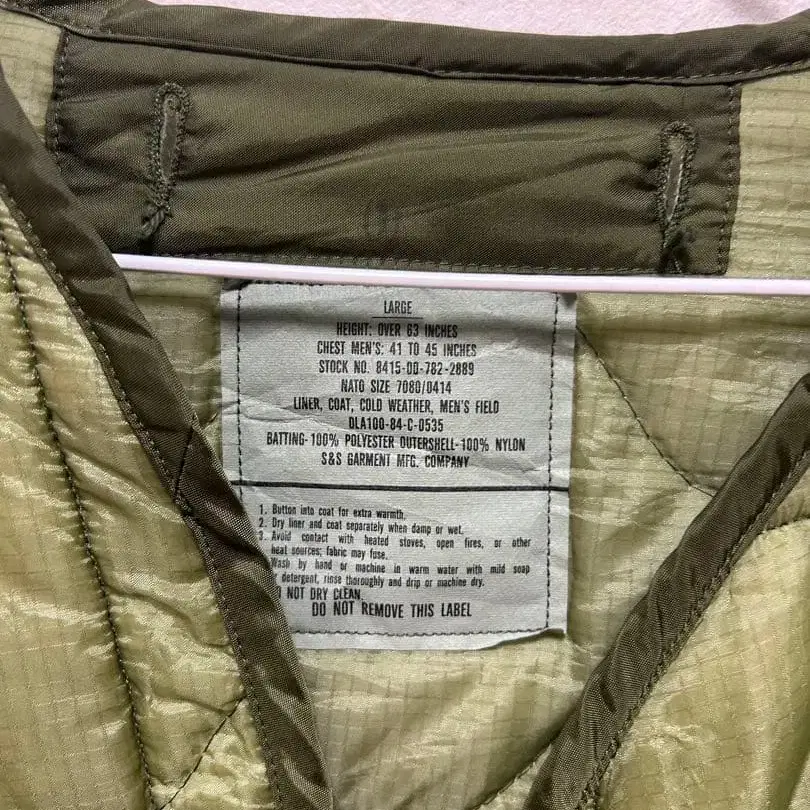 LARGE
HEIGHT: OVER 63 INCHES
CHEST MEN'S: 41 TO 45 INCHES
STOCK NO. 8415-00-782-2889
NATO SIZE 7080/0414
LINER, COAT, COLD WEATHER, MEN'S FIELD
DLA100-84-C-0535
BATTING-100% POLYESTER OUTERSHELL-100% NYLON
S&S GARMENT MFG. COMPANY
1. Button into coat for extra warmth.
2. Dry liner and coat separately when damp or wet.
3. Avoid contact with heated stoves, open fires, or other
heat sources; fabric may fuse.
Wash by hand or machine in warm water with mild soap
or detergent, rinse thoroughly and drip or machine dry.
DO NOT DRY CLEAN.
DO NOT REMOVE THIS LABEL